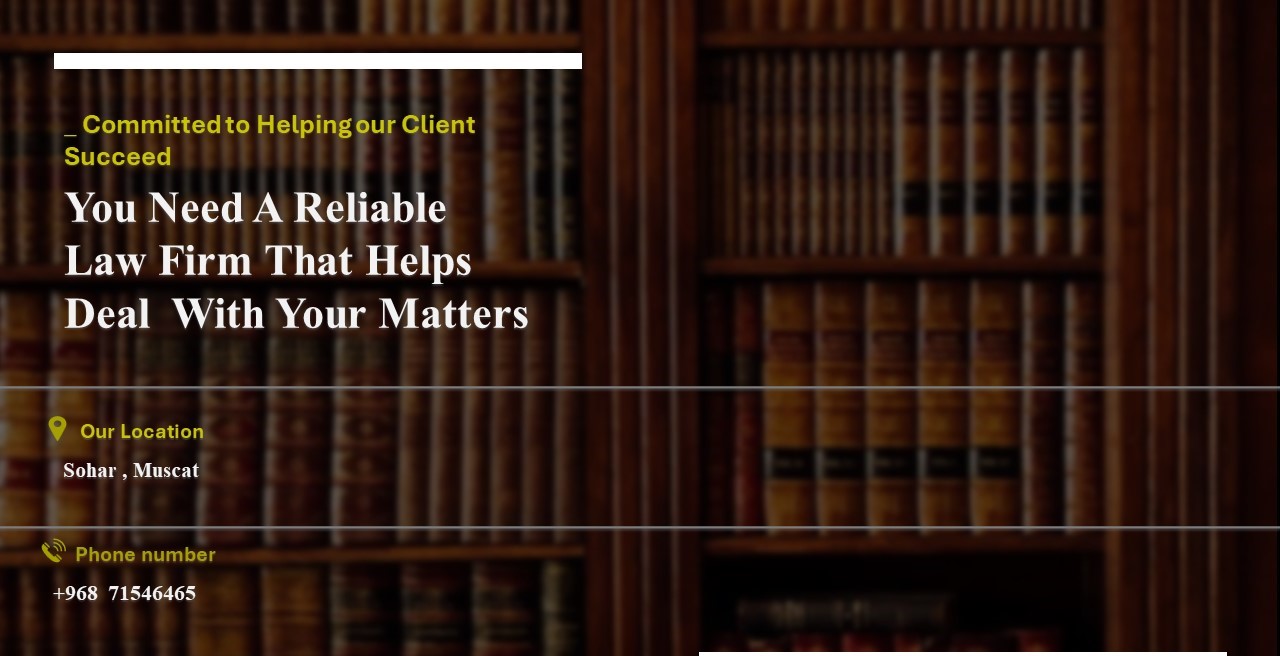 _ Committed to Helping our Client
Succeed
You Need A Reliable
Law Firm That Helps
Deal  With Your Matters
Our Location
Sohar , Muscat
Phone number
+968  71546465